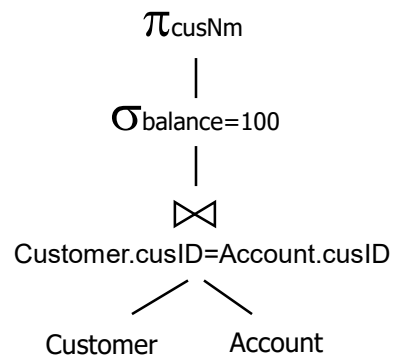 πcusNm
σbalance=100
⋈
Customer.cusID=Account.cusID
Customer Account